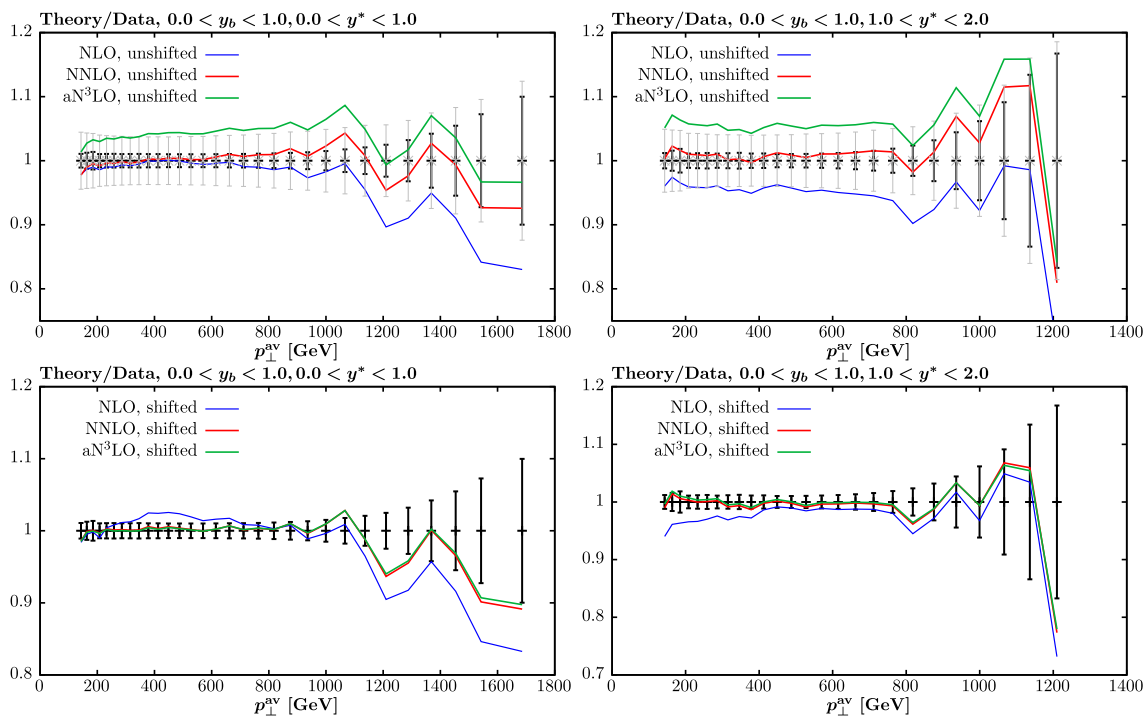 Theory/Data, 0.0 < y_b < 1.0, 0.0 < y* < 1.0
NLO, unshifted
NNLO, unshifted
aN³LO, unshifted
1.2
1.1
1
0.9
0.8
0 200 400 600 800 1000 1200 1400 1600 1800
p⊥^av [GeV]
Theory/Data, 0.0 < y_b < 1.0, 1.0 < y* < 2.0
NLO, unshifted
NNLO, unshifted
aN³LO, unshifted
1.2
1.1
1
0.9
0.8
0 200 400 600 800 1000 1200 1400
p⊥^av [GeV]
Theory/Data, 0.0 < y_b < 1.0, 0.0 < y* < 1.0
NLO, shifted
NNLO, shifted
aN³LO, shifted
1.2
1.1
1
0.9
0.8
0 200 400 600 800 1000 1200 1400 1600 1800
p⊥^av [GeV]
Theory/Data, 0.0 < y_b < 1.0, 1.0 < y* < 2.0
NLO, shifted
NNLO, shifted
aN³LO, shifted
1.2
1.1
1
0.9
0.8
0.7
0 200 400 600 800 1000 1200 1400
p⊥^av [GeV]